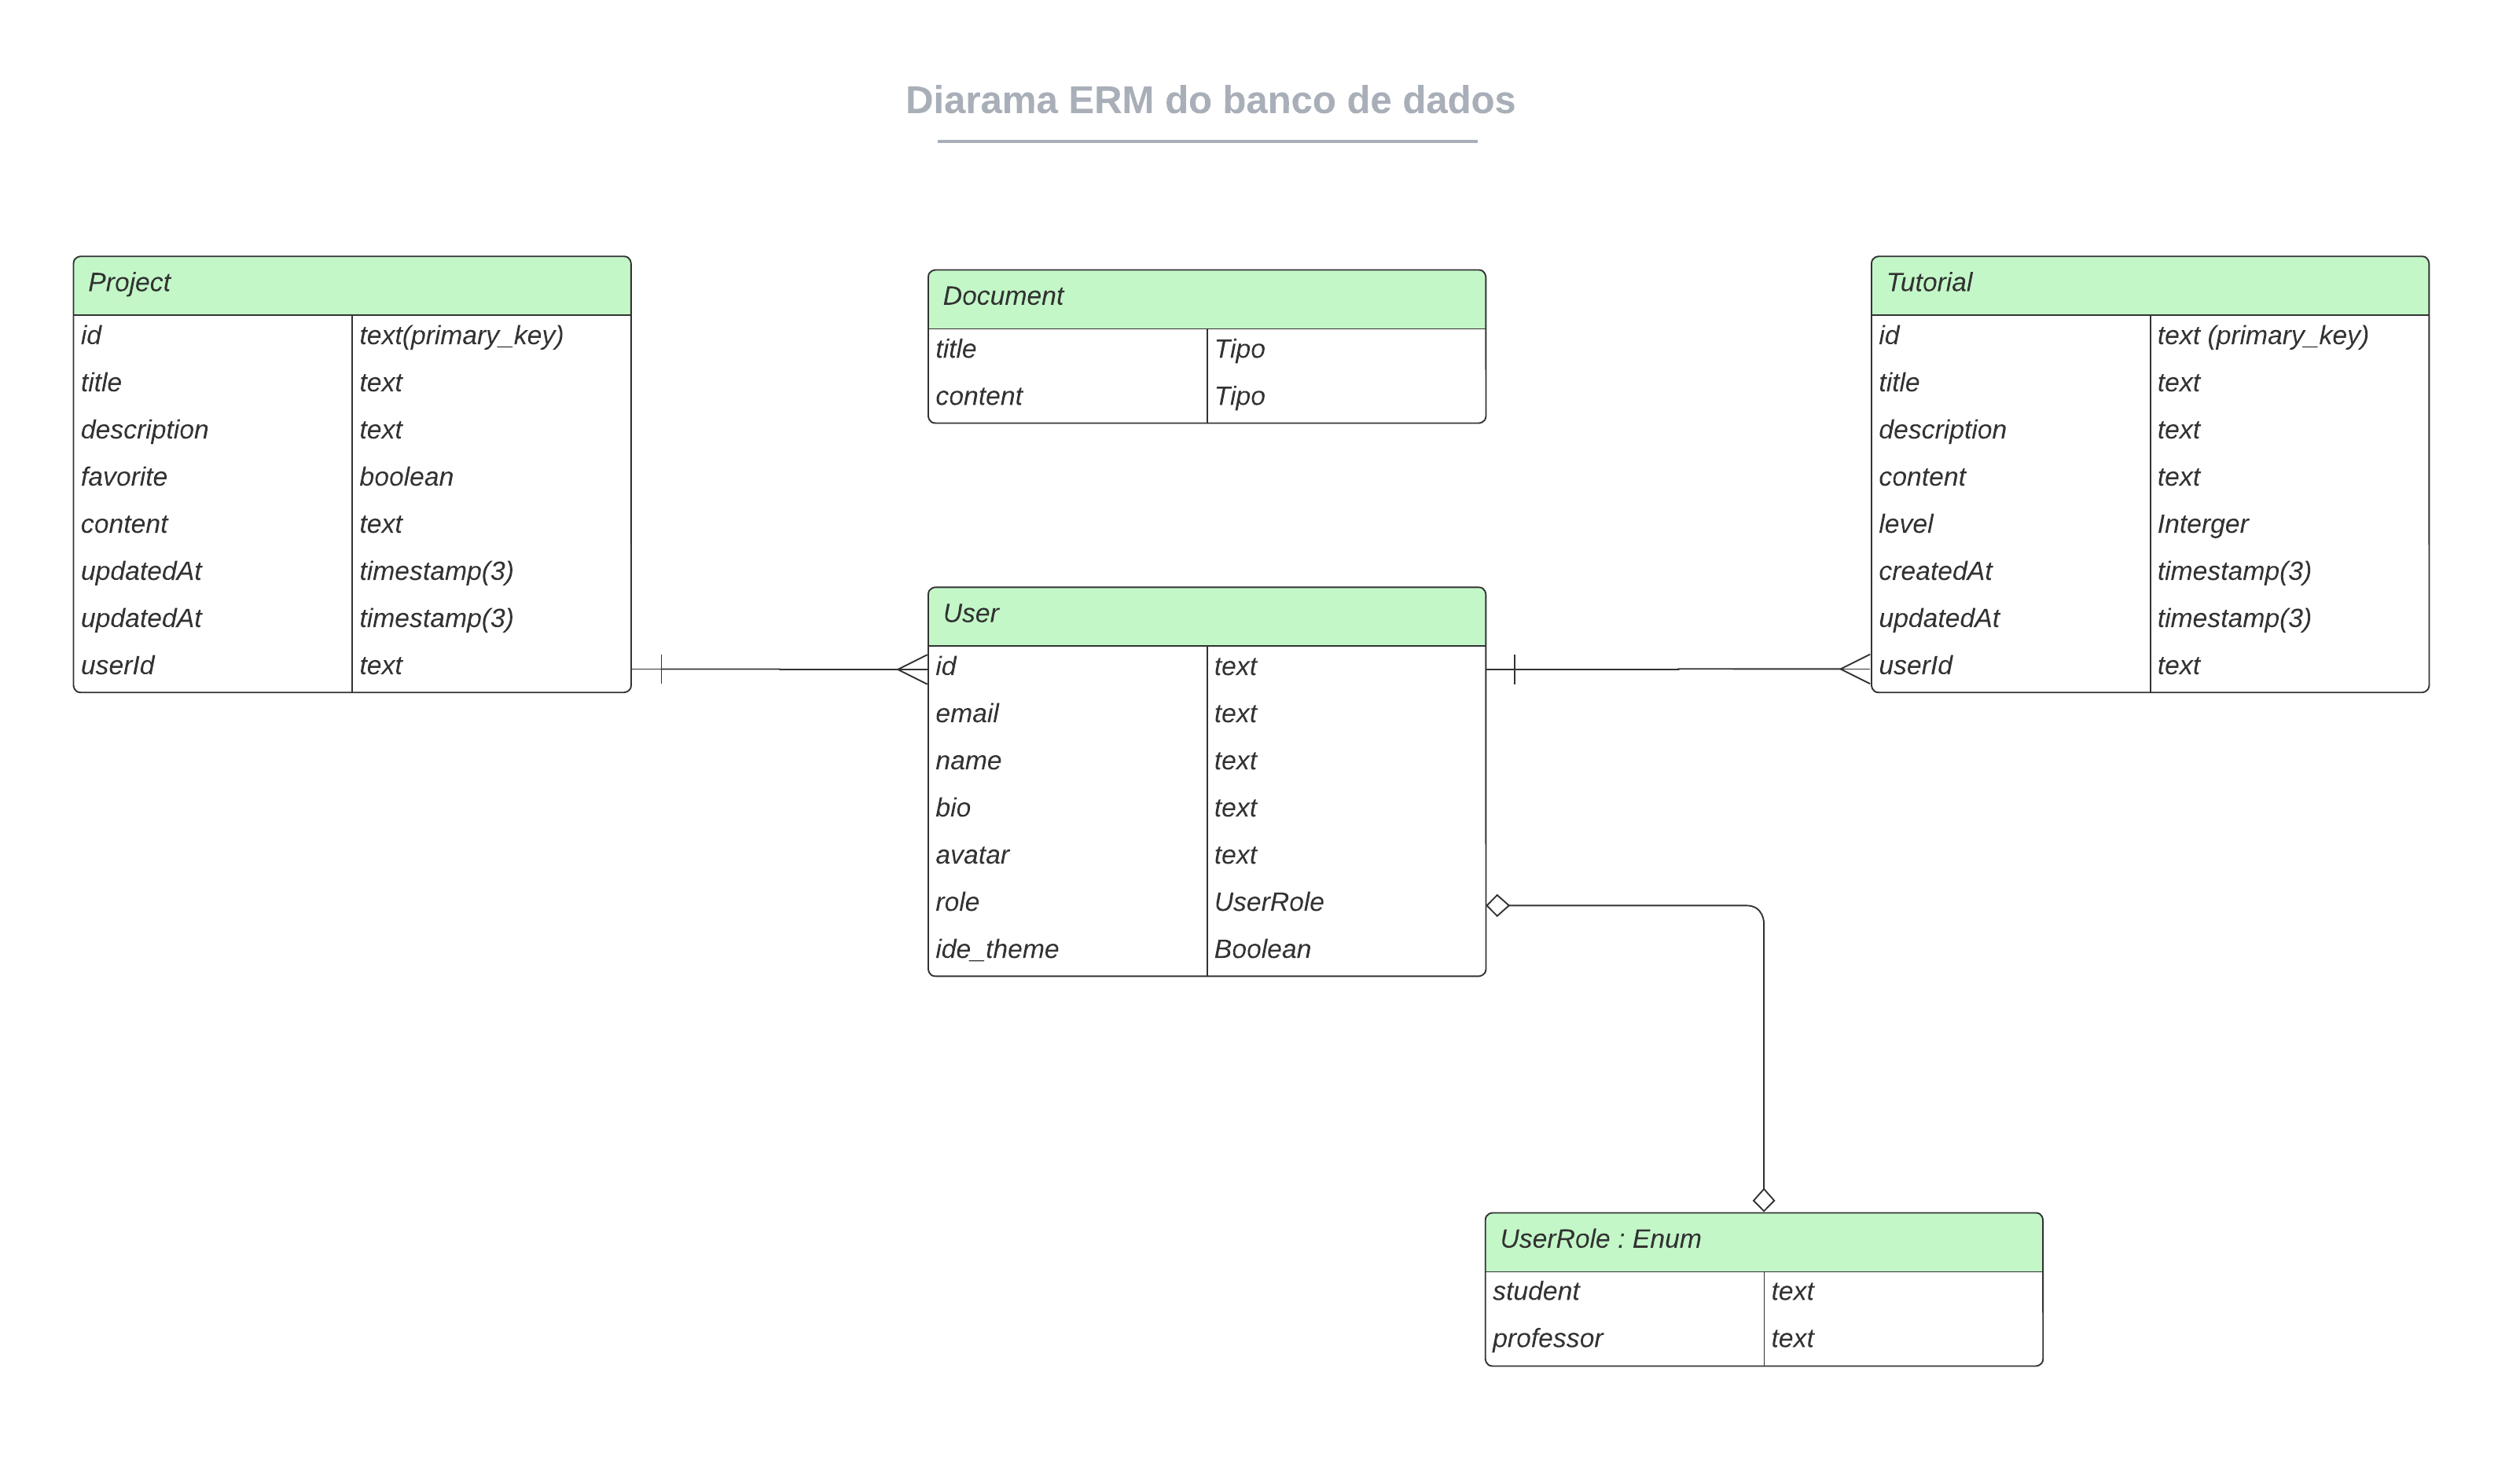 Diarama ERM do banco de dados
Project
id text(primary_key)
title text
description text
favorite boolean
content text
updatedAt timestamp(3)
updatedAt timestamp(3)
userId text
Document
title Tipo
content Tipo
Tutorial
id text (primary_key)
title text
description text
content text
level Interger
createdAt timestamp(3)
updatedAt timestamp(3)
userId text
User
id text
email text
name text
bio text
avatar text
role UserRole
ide_theme Boolean
UserRole : Enum
student text
professor text